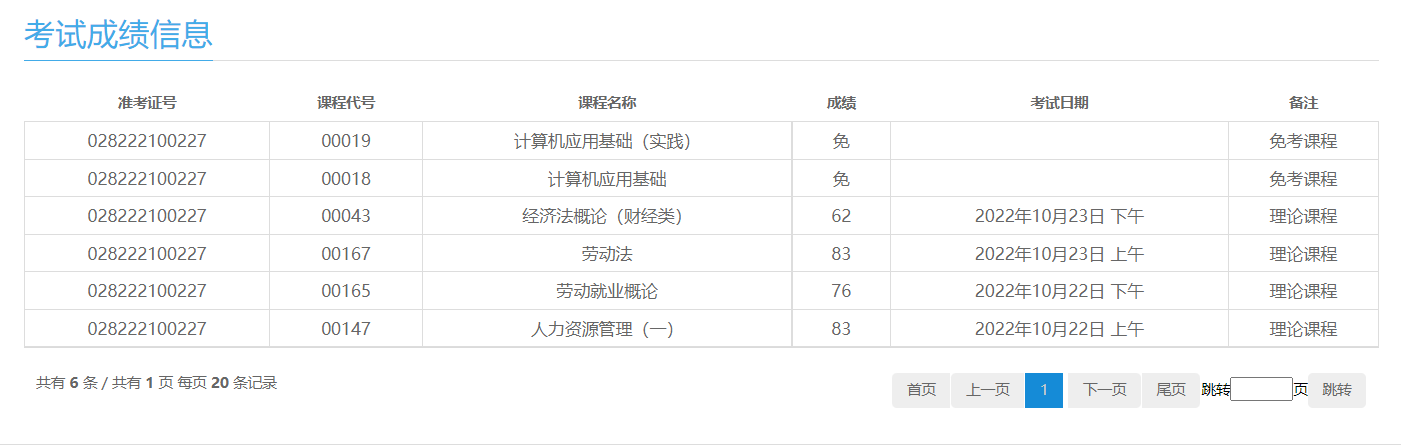 考试成绩信息
准考证号 课程代号 课程名称 成绩 考试日期 备注
028222100227 00019 计算机应用基础（实践） 免 免考课程
028222100227 00018 计算机应用基础 免 免考课程
028222100227 00043 经济法概论（财经类） 62 2022年10月23日 下午 理论课程
028222100227 00167 劳动法 83 2022年10月23日 上午 理论课程
028222100227 00165 劳动就业概论 76 2022年10月22日 下午 理论课程
028222100227 00147 人力资源管理（一） 83 2022年10月22日 上午 理论课程
共有 6 条 / 共有 1 页 每页 20 条记录 首页 上一页 1 下一页 尾页 跳转 页 跳转